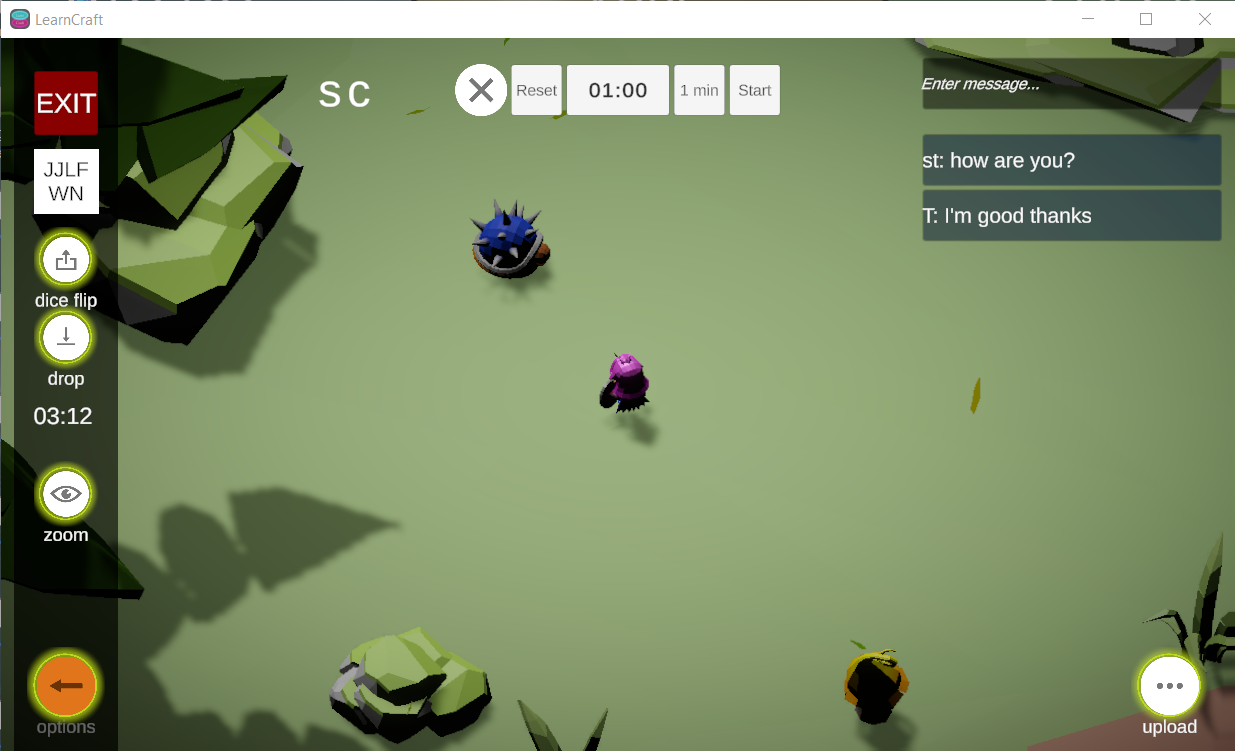 LearnCraft
EXIT
SC
Reset
01:00
1 min
Start
Enter message...
JJLF
WN
st: how are you?
T: I'm good thanks
dice flip
drop
03:12
zoom
options
upload